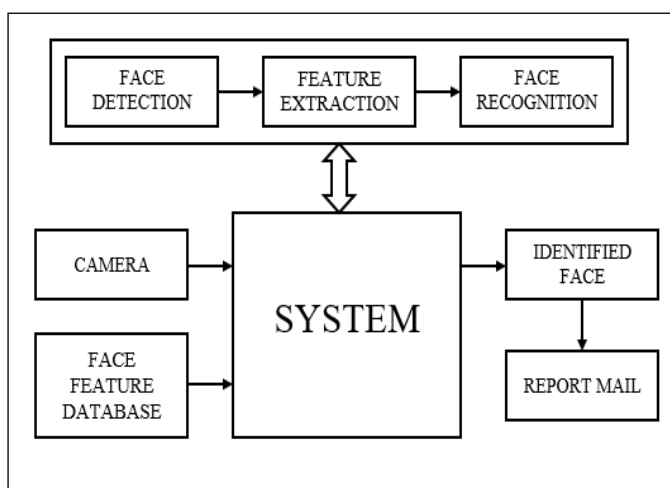 FACE
DETECTION
FEATURE
EXTRACTION
FACE
RECOGNITION
CAMERA
FACE
FEATURE
DATABASE
SYSTEM
IDENTIFIED
FACE
REPORT MAIL